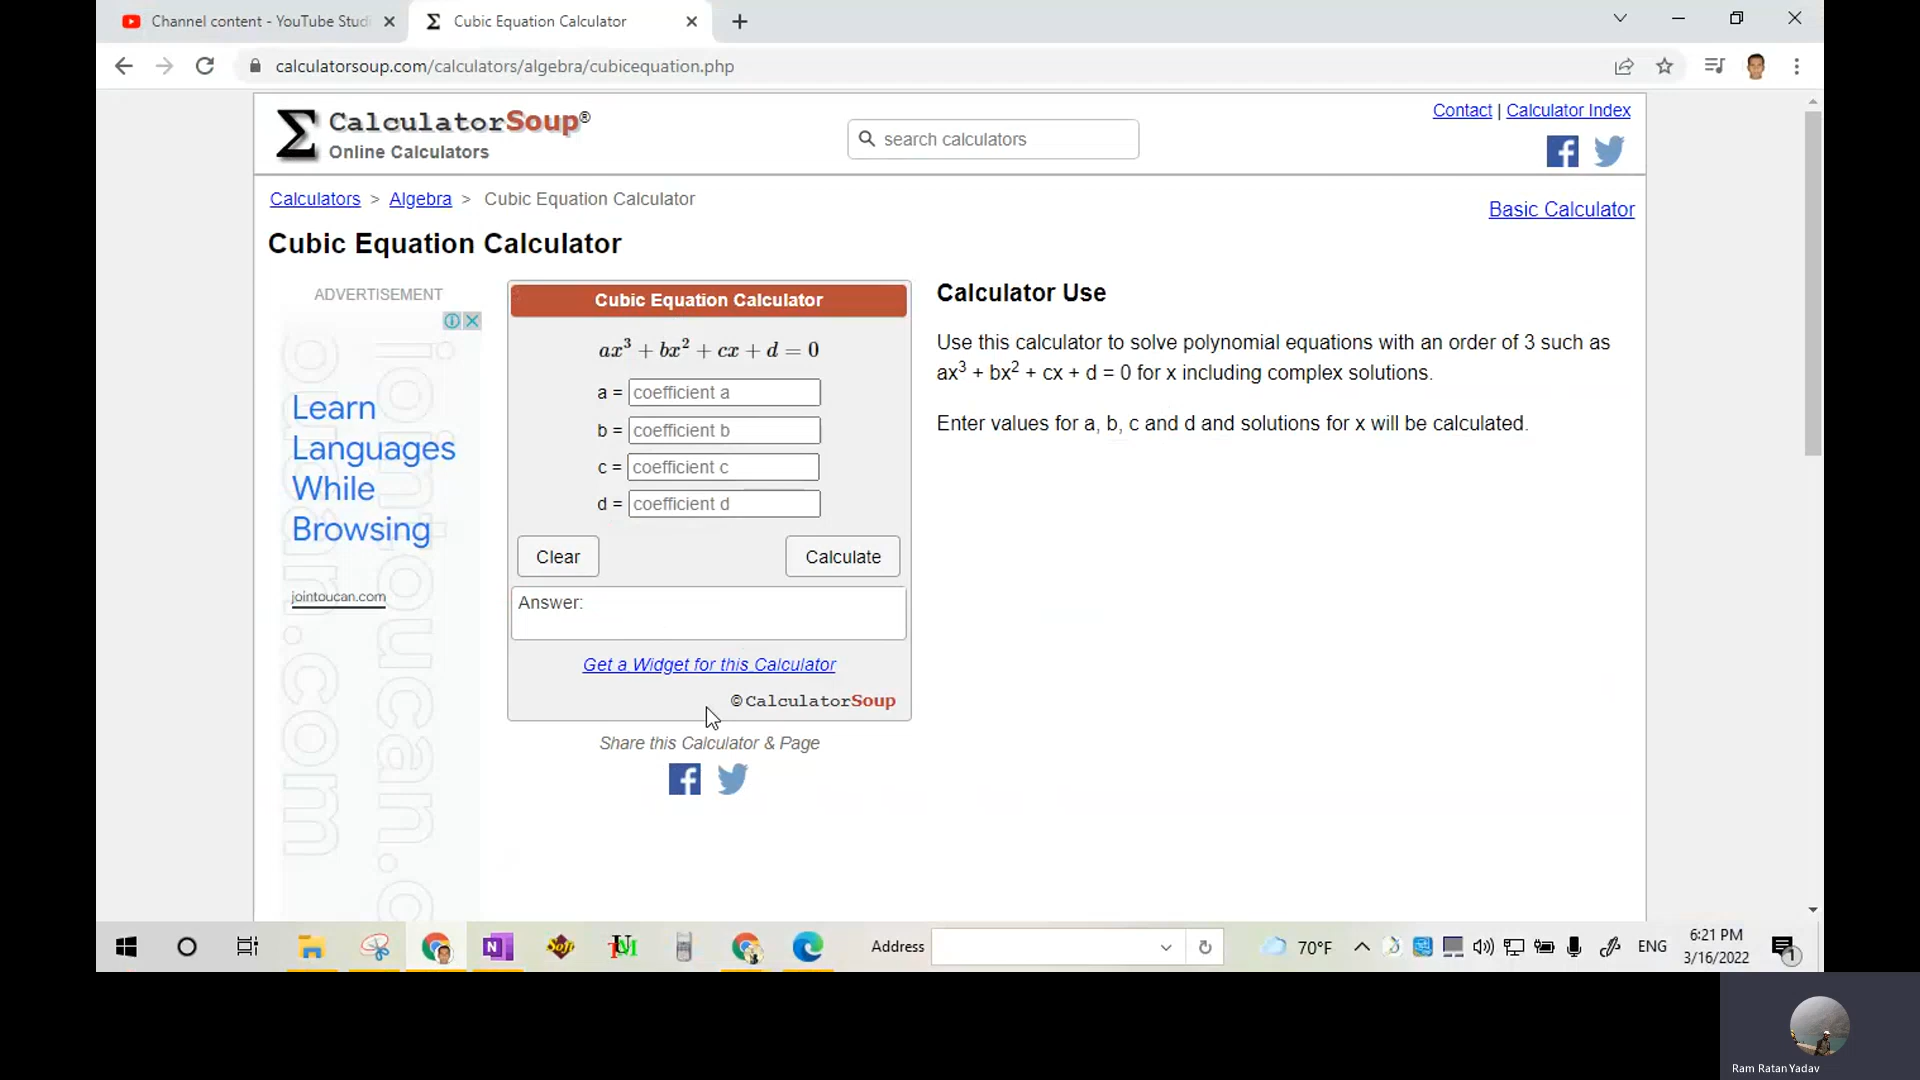 Channel content - YouTube Studi
Cubic Equation Calculator
calculatorsoup.com/calculators/algebra/cubicequation.php
CalculatorSoup®
Online Calculators
search calculators
Contact | Calculator Index
Calculators > Algebra > Cubic Equation Calculator
Basic Calculator
Cubic Equation Calculator
ADVERTISEMENT
Learn
Languages
While
Browsing
jointoucan.com
jointoucan.com
jointoucan.c
Cubic Equation Calculator
ax³ + bx² + cx + d = 0
a = coefficient a
b = coefficient b
c = coefficient c
d = coefficient d
Clear
Calculate
Answer:
Get a Widget for this Calculator
©CalculatorSoup
Share this Calculator & Page
Calculator Use
Use this calculator to solve polynomial equations with an order of 3 such as
ax³ + bx² + cx + d = 0 for x including complex solutions.
Enter values for a, b, c and d and solutions for x will be calculated.
Address
70°F
ENG
6:21 PM
3/16/2022
1
Ram Ratan Yadav